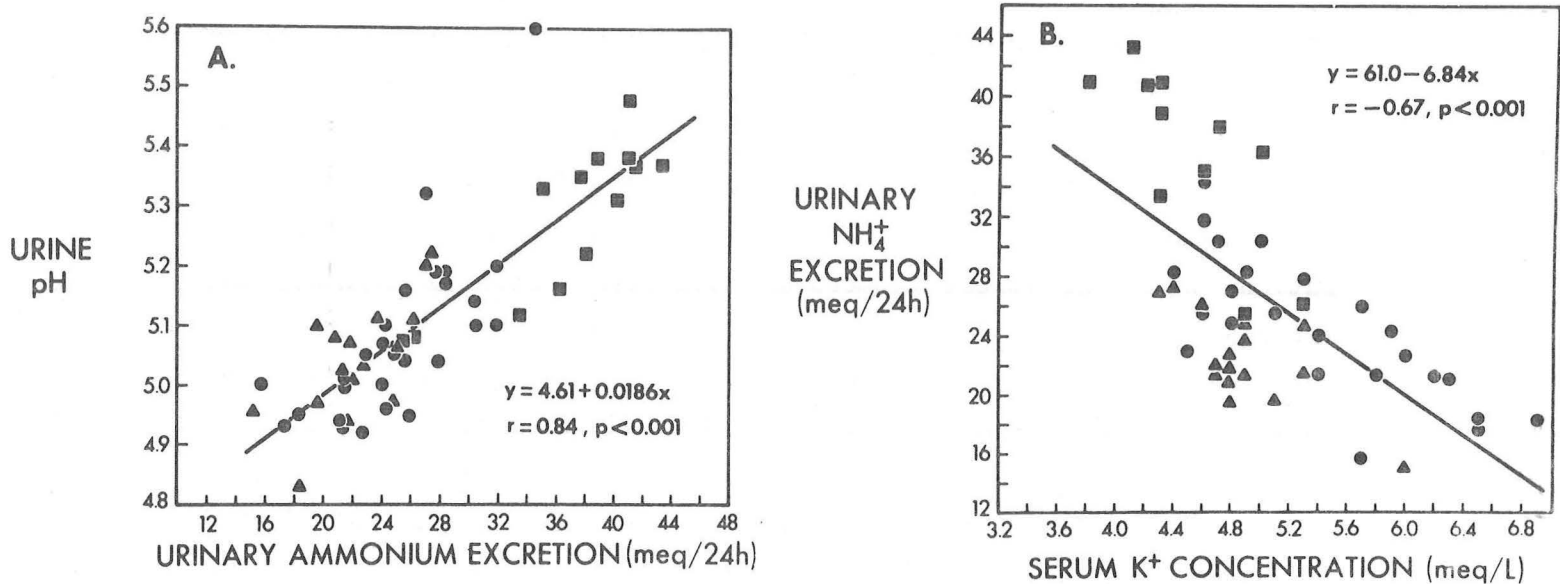 A.
5.6
5.5
5.4
5.3
5.2
5.1
5.0
4.9
4.8
URINE
pH
y = 4.61 + 0.0186x
r = 0.84 , p < 0.001
12 16 20 24 28 32 36 40 44 48
URINARY AMMONIUM EXCRETION (meq/24h)
B.
44
40
36
32
28
24
20
16
12
URINARY
NH₄⁺
EXCRETION
(meq/24h)
y = 61.0 – 6.84x
r = –0.67, p < 0.001
3.2 3.6 4.0 4.4 4.8 5.2 5.6 6.0 6.4 6.8
SERUM K⁺ CONCENTRATION (meq/L)